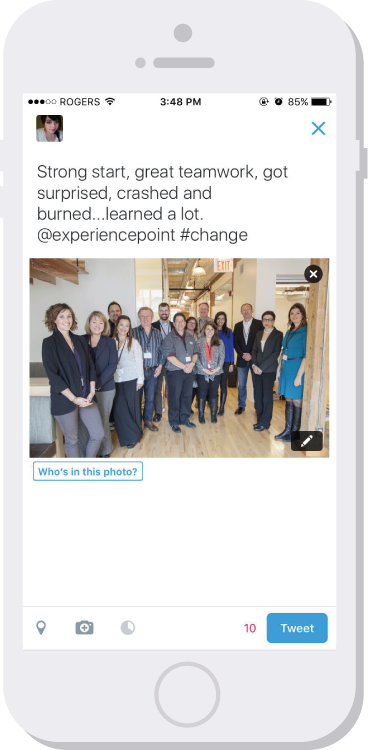 ROGERS 3:48 PM 85%
Strong start, great teamwork, got
surprised, crashed and
burned...learned a lot.
@experiencepoint #change
EXIT
Who's in this photo?
10 Tweet